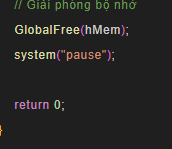 // Giải phóng bộ nhớ
GlobalFree(hMem);
system("pause");
return 0;
}